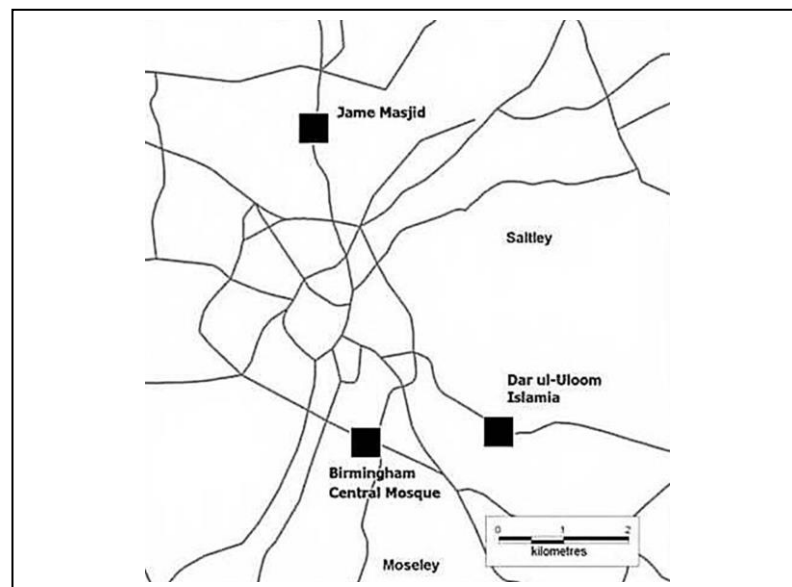 Jame Masjid
Saltley
Dar ul-Uloom
Islamia
Birmingham
Central Mosque
0 1 2
kilometres
Moseley